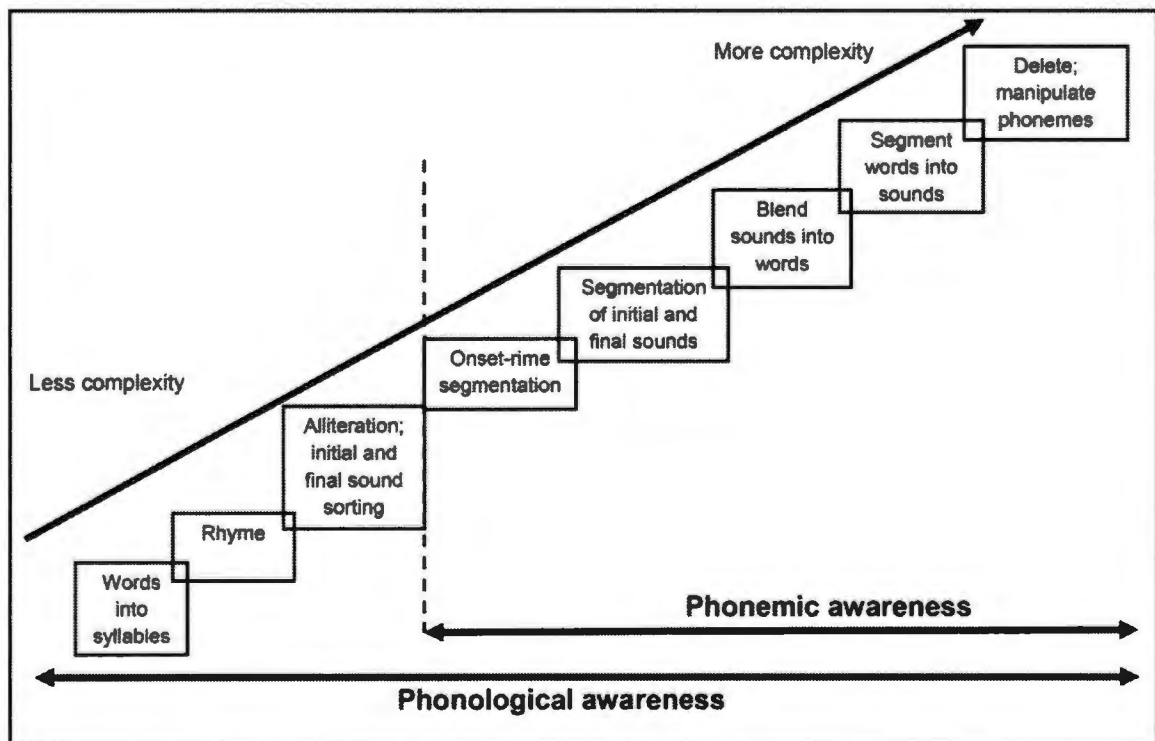 More complexity
Delete;
manipulate
phonemes
Segment
words into
sounds
Blend
sounds into
words
Segmentation
of initial and
final sounds
Onset-rime
segmentation
Less complexity
Alliteration;
initial and
final sound
sorting
Rhyme
Words
into
syllables
Phonemic awareness
Phonological awareness